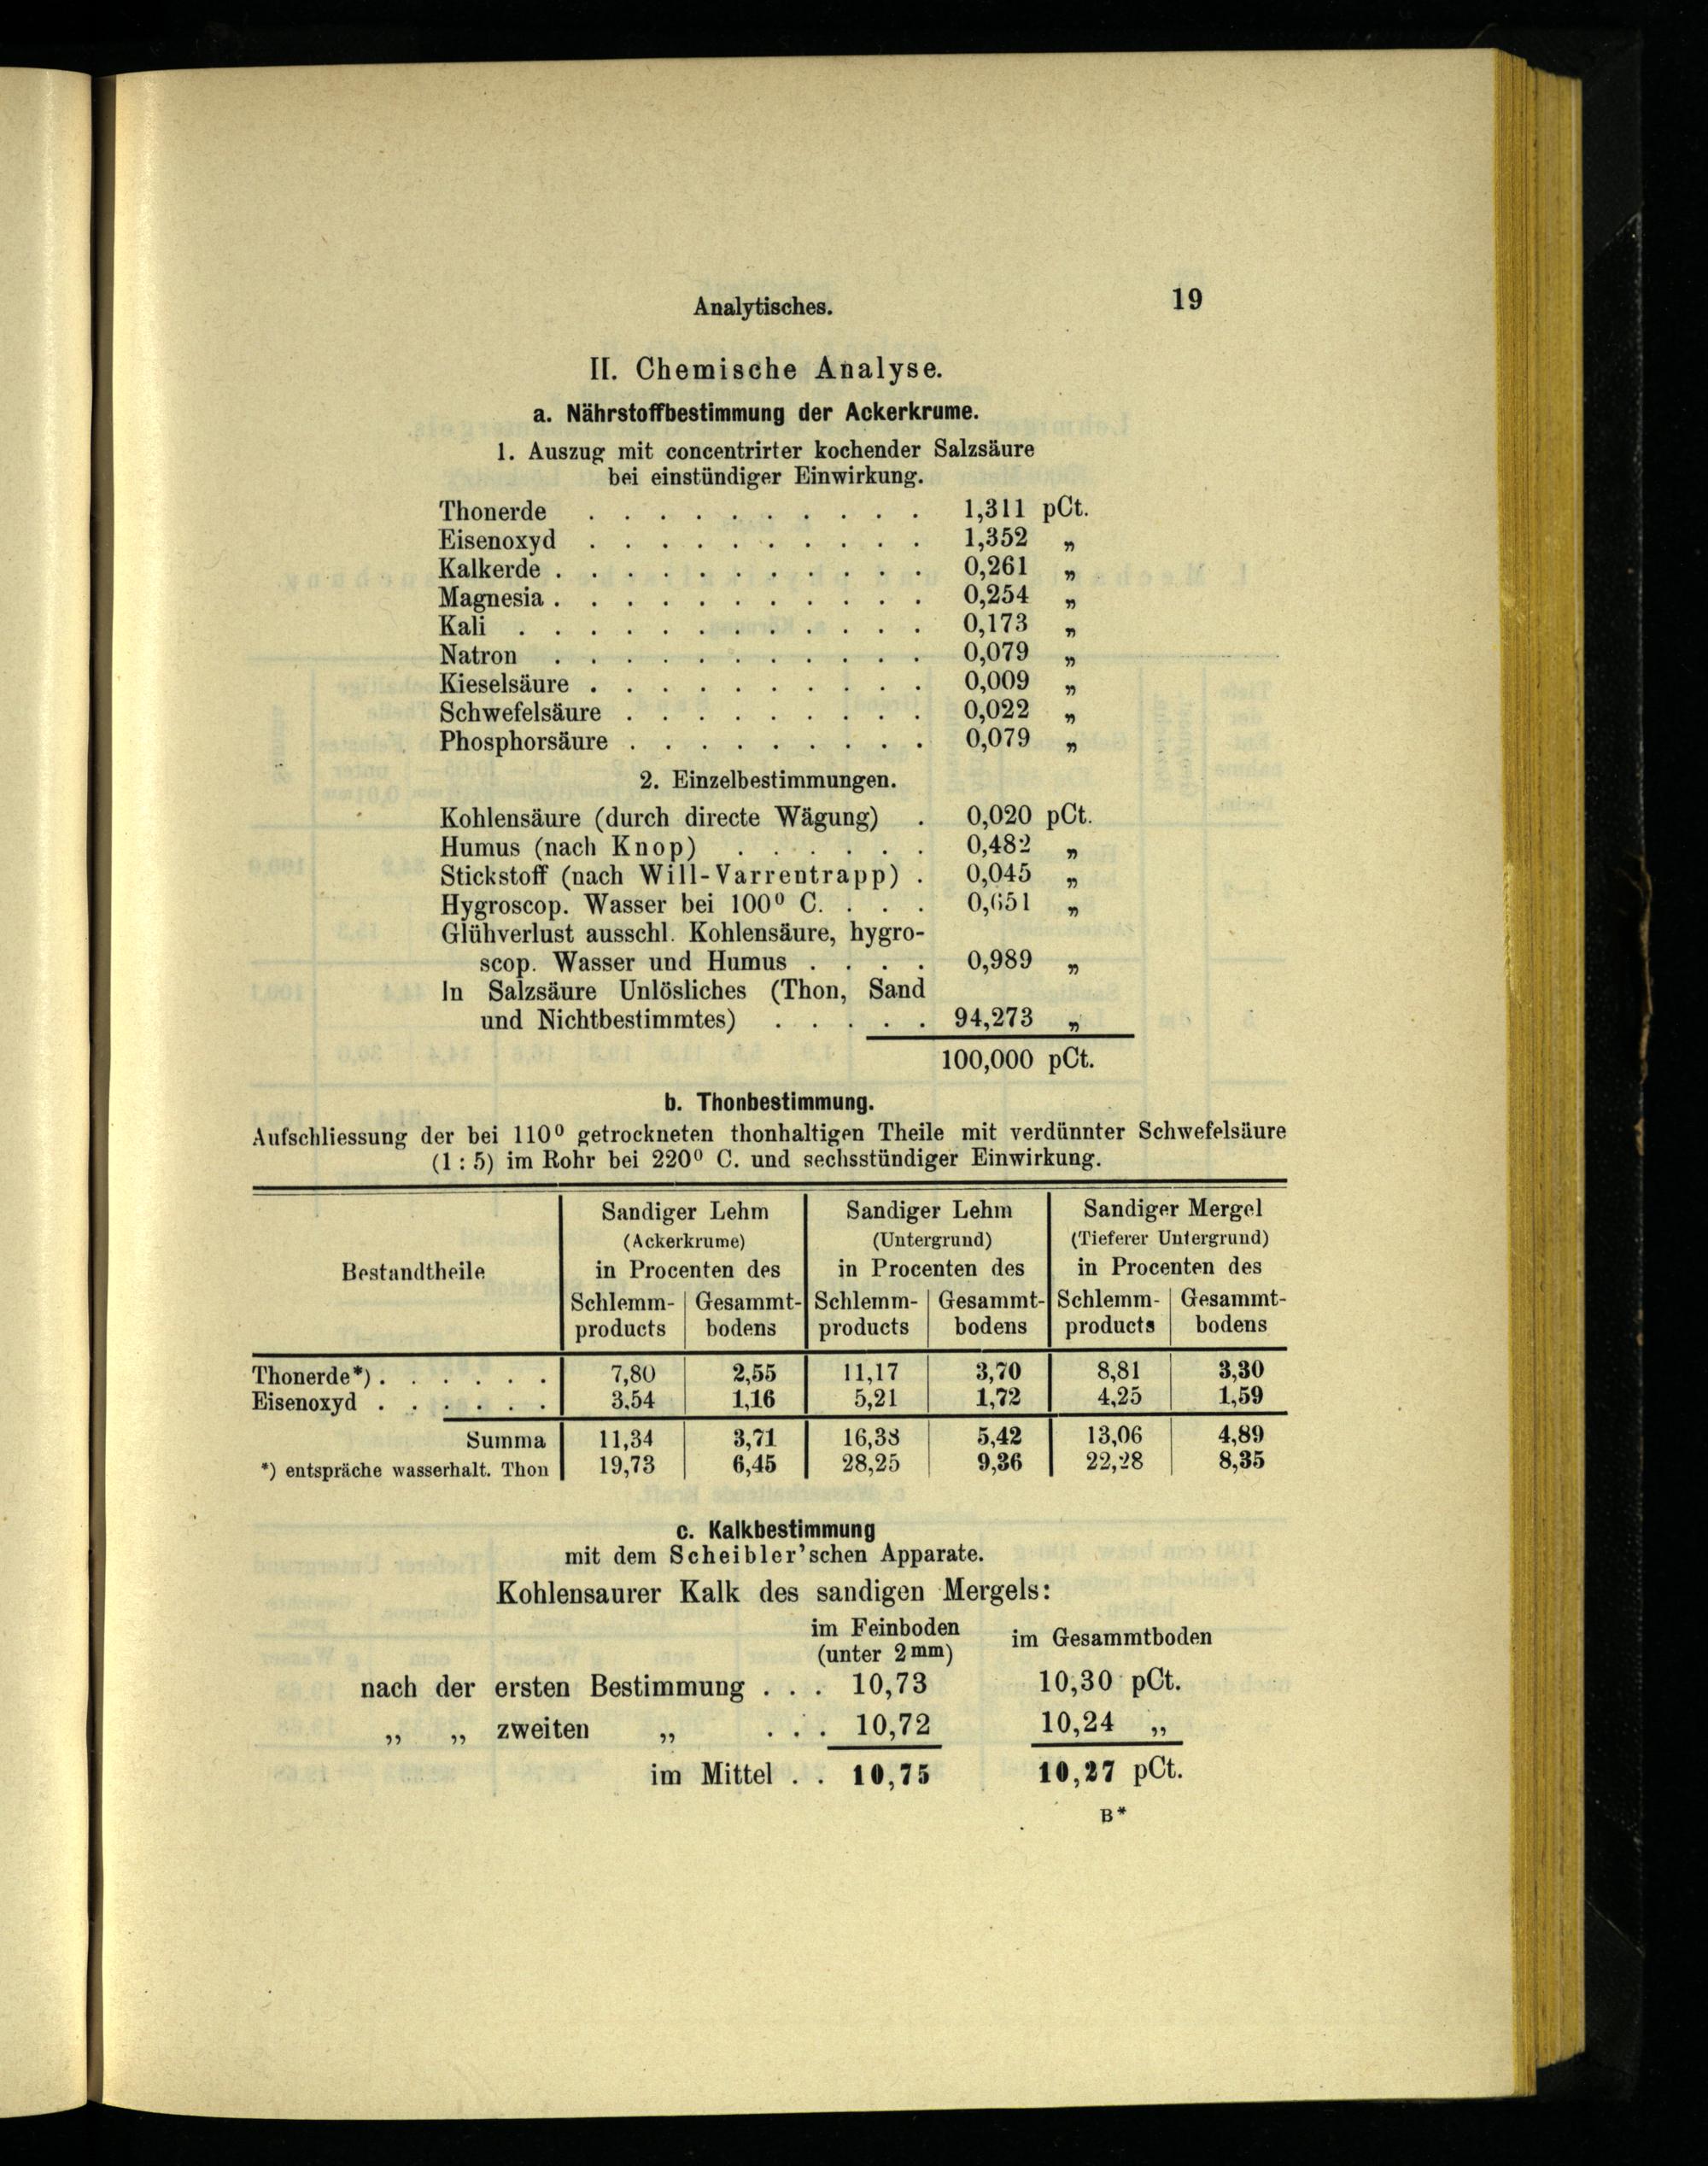 Analytisches. 19
II. Chemische Analyse.
a. Nährstoffbestimmung der Ackerkrume.
1. Auszug mit concentrirter kochender Salzsäure
bei einstündiger Einwirkung.
Thonerde . . . . . . . . . . 1,311 pCt.
Eisenoxyd . . . . . . . . . . 1,352 „
Kalkerde . . . . . . . . . . . 0,261 „
Magnesia . . . . . . . . . . . 0,254 „
Kali . . . . . . . . . . . . 0,173 „
Natron . . . . . . . . . . . 0,079 „
Kieselsäure . . . . . . . . . . 0,009 „
Schwefelsäure . . . . . . . . . 0,022 „
Phosphorsäure . . . . . . . . . 0,079 „
2. Einzelbestimmungen.
Kohlensäure (durch directe Wägung) . 0,020 pCt.
Humus (nach Knop) . . . . . . 0,482 „
Stickstoff (nach Will-Varrentrapp) . 0,045 „
Hygroscop. Wasser bei 100⁰ C. . . . 0,651 „
Glühverlust ausschl. Kohlensäure, hygro-
scop. Wasser und Humus . . . . 0,989 „
In Salzsäure Unlösliches (Thon, Sand
und Nichtbestimmtes) . . . . . 94,273 „
100,000 pCt.
b. Thonbestimmung.
Aufschliessung der bei 110⁰ getrockneten thonhaltigen Theile mit verdünnter Schwefelsäure
(1 : 5) im Rohr bei 220⁰ C. und sechsstündiger Einwirkung.
Sandiger Lehm Sandiger Lehm Sandiger Mergel
(Ackerkrume) (Untergrund) (Tieferer Untergrund)
Bestandtheile in Procenten des in Procenten des in Procenten des
Schlemm- Gesammt- Schlemm- Gesammt- Schlemm- Gesammt-
products bodens products bodens products bodens
Thonerde*) . . . . . . 7,80 2,55 11,17 3,70 8,81 3,30
Eisenoxyd . . . . . . 3,54 1,16 5,21 1,72 4,25 1,59
Summa 11,34 3,71 16,38 5,42 13,06 4,89
*) entspräche wasserhalt. Thon 19,73 6,45 28,25 9,36 22,28 8,35
c. Kalkbestimmung
mit dem Scheibler'schen Apparate.
Kohlensaurer Kalk des sandigen Mergels:
im Feinboden im Gesammtboden
(unter 2mm)
nach der ersten Bestimmung . . . 10,73 10,30 pCt.
„ „ zweiten „ . . . 10,72 10,24 „
im Mittel . . 10,75 10,27 pCt.
B*